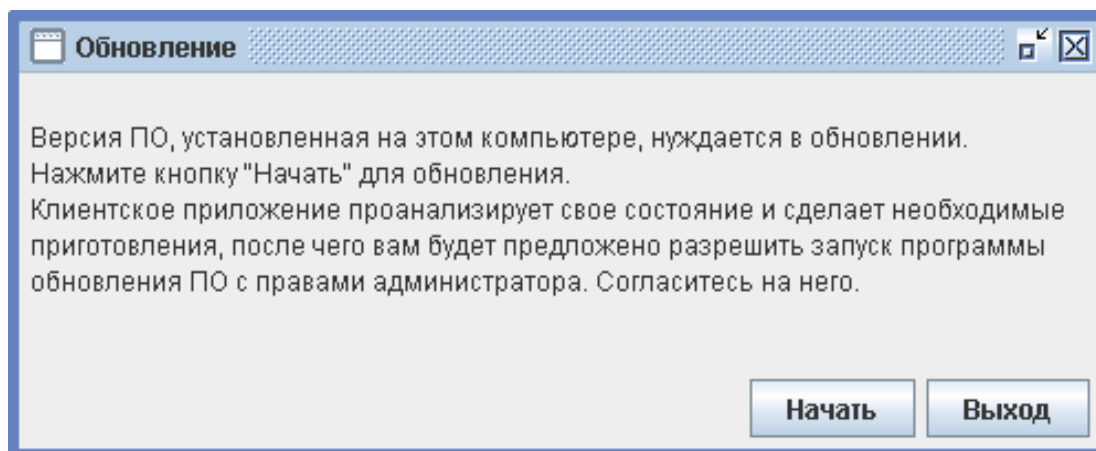 Обновление
Версия ПО, установленная на этом компьютере, нуждается в обновлении.
Нажмите кнопку "Начать" для обновления.
Клиентское приложение проанализирует свое состояние и сделает необходимые
приготовления, после чего вам будет предложено разрешить запуск программы
обновления ПО с правами администратора. Согласитесь на него.
Начать Выход